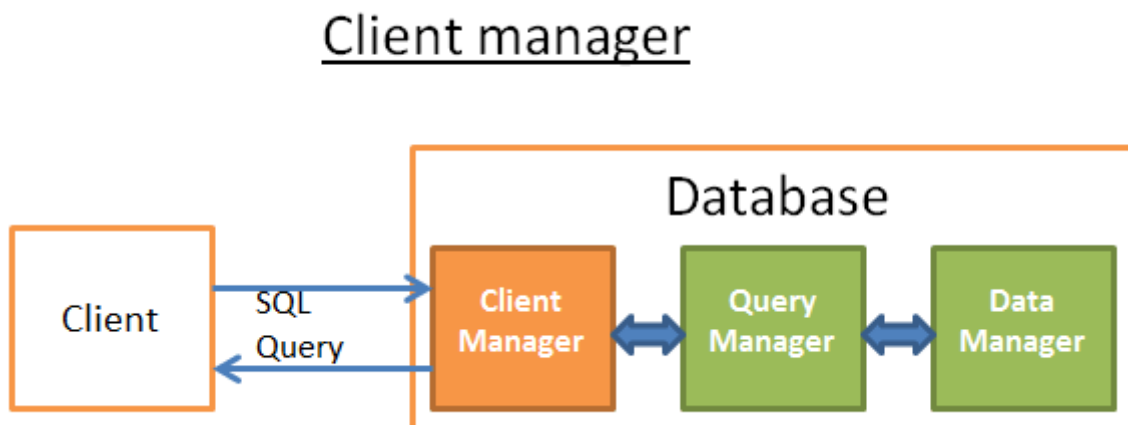 Client manager
Database
Client
SQL
Query
Client
Manager
Query
Manager
Data
Manager